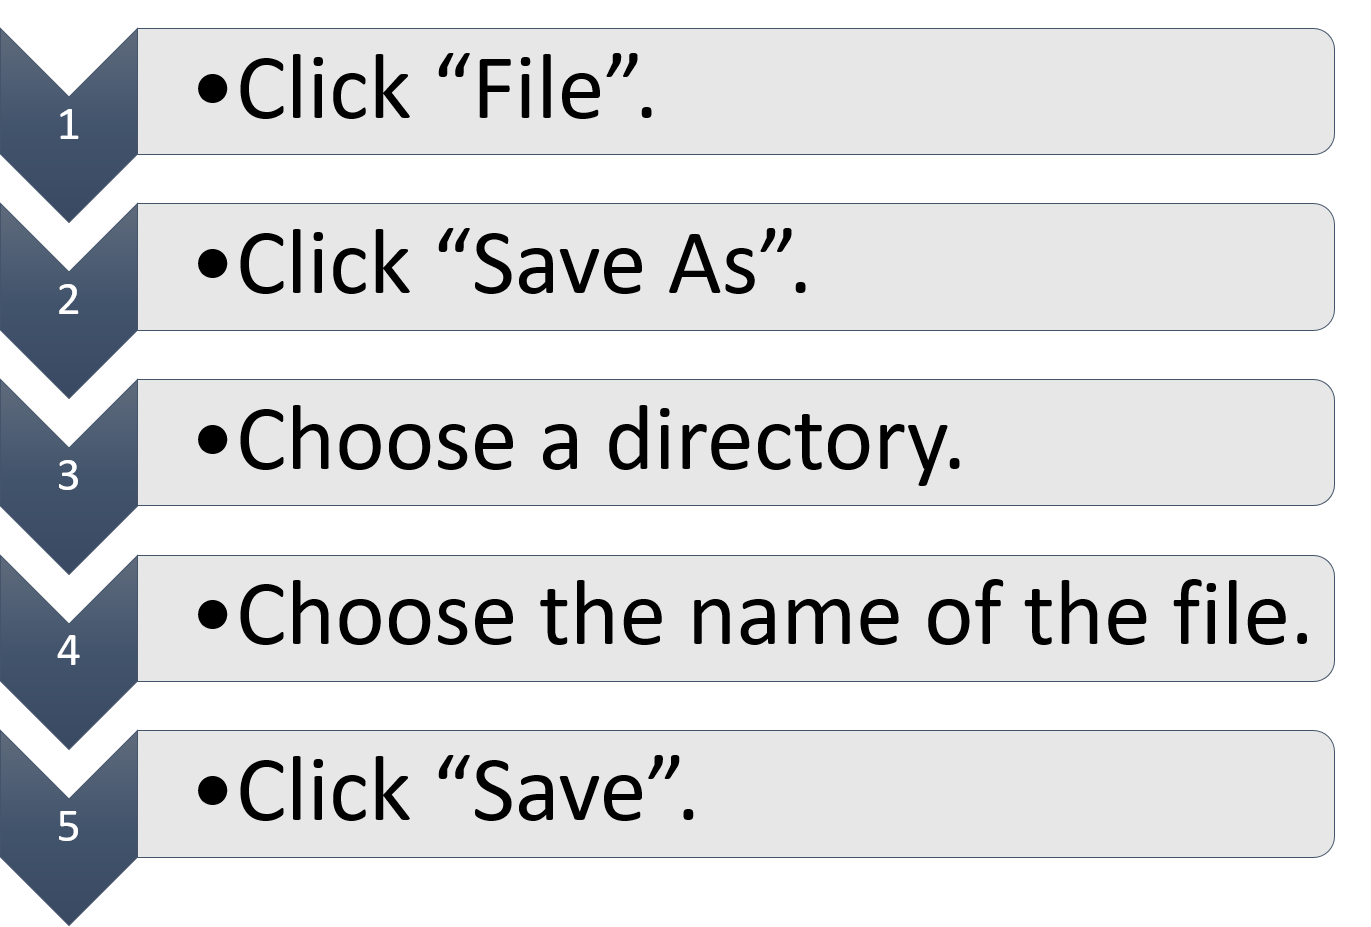 1
•Click “File”.
2
•Click “Save As”.
3
•Choose a directory.
4
•Choose the name of the file.
5
•Click “Save”.